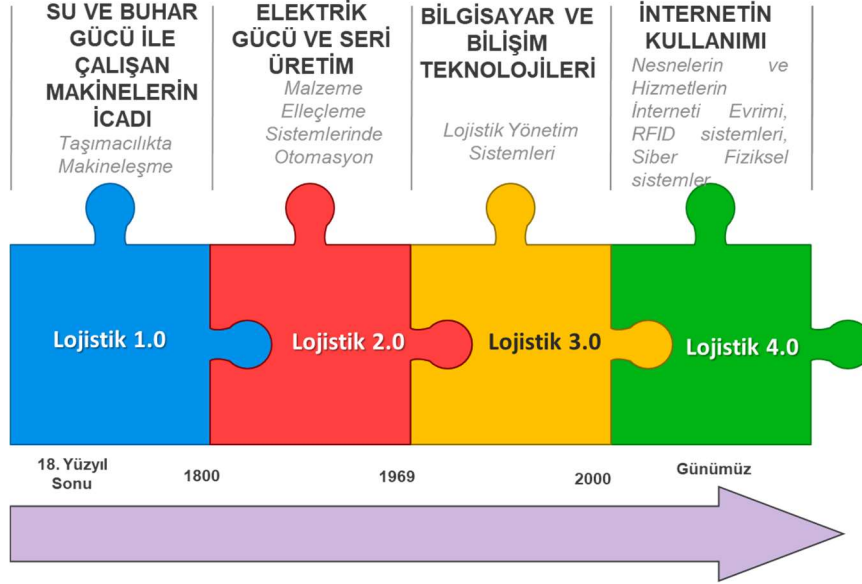 SU VE BUHAR
GÜCÜ İLE
ÇALIŞAN
MAKİNELERİN
İCADI
Taşımacılıkta
Makineleşme
ELEKTRİK
GÜCÜ VE SERİ
ÜRETİM
Malzeme
Elleçleme
Sistemlerinde
Otomasyon
BİLGİSAYAR VE
BİLİŞİM
TEKNOLOJİLERİ
Lojistik Yönetim
Sistemleri
İNTERNETİN
KULLANIMI
Nesnelerin ve
Hizmetlerin
İnterneti Evrimi,
RFID sistemleri,
Siber Fiziksel
sistemler
Lojistik 1.0
Lojistik 2.0
Lojistik 3.0
Lojistik 4.0
18. Yüzyıl
Sonu
1800
1969
2000
Günümüz